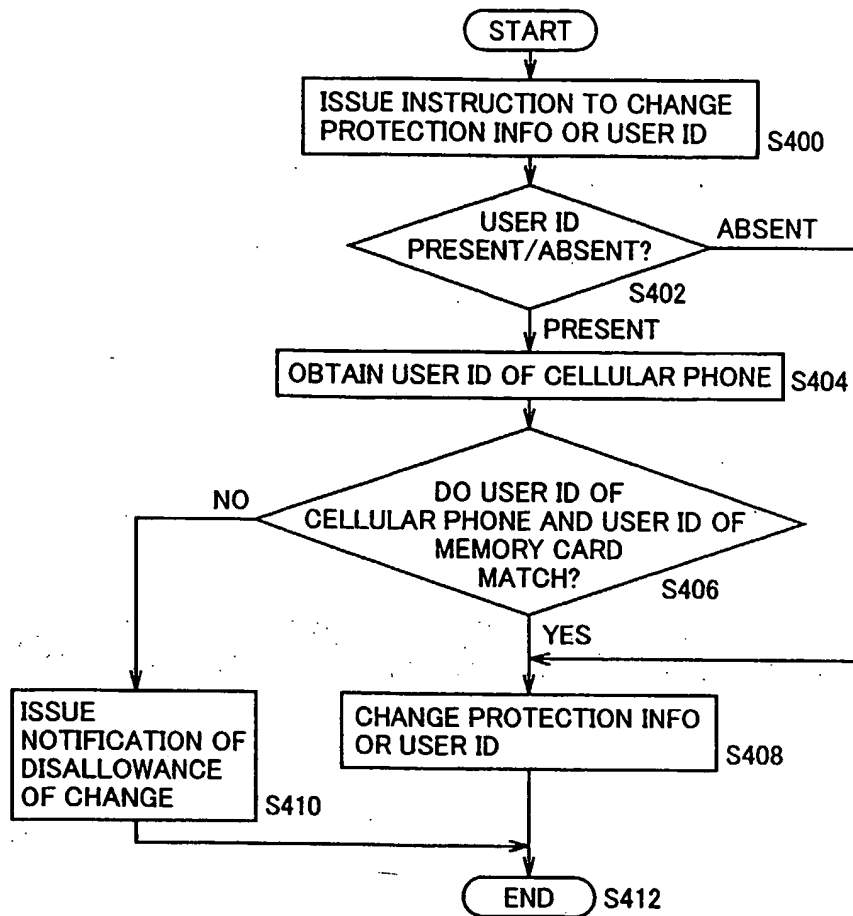 START
ISSUE INSTRUCTION TO CHANGE
PROTECTION INFO OR USER ID
S400
USER ID
PRESENT/ABSENT?
ABSENT
S402
PRESENT
OBTAIN USER ID OF CELLULAR PHONE
S404
NO
DO USER ID OF
CELLULAR PHONE AND USER ID OF
MEMORY CARD
MATCH?
S406
YES
ISSUE
NOTIFICATION OF
DISALLOWANCE
OF CHANGE
S410
CHANGE PROTECTION INFO
OR USER ID
S408
END
S412